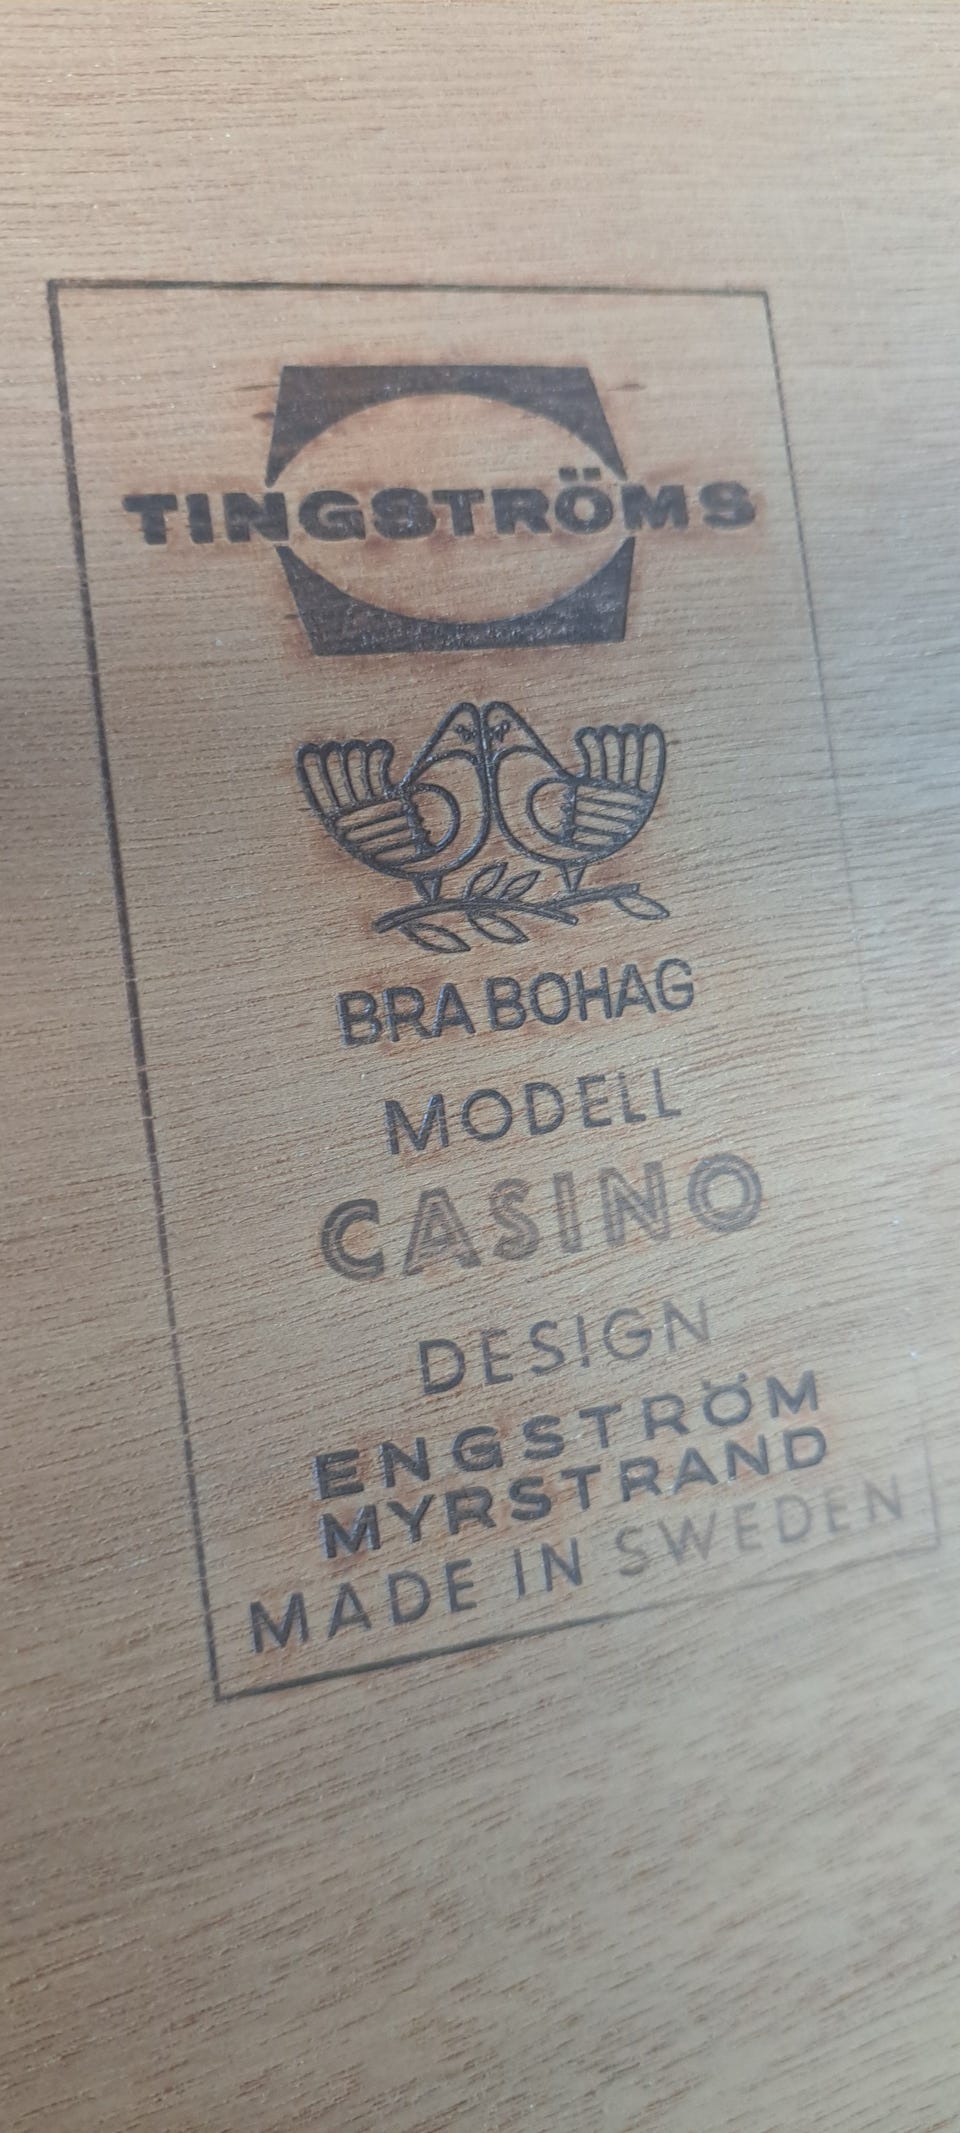 TINGSTRÖMS
BRA BOHAG
MODELL
CASINO
DESIGN
ENGSTRÖM
MYRSTRAND
MADE IN SWEDEN